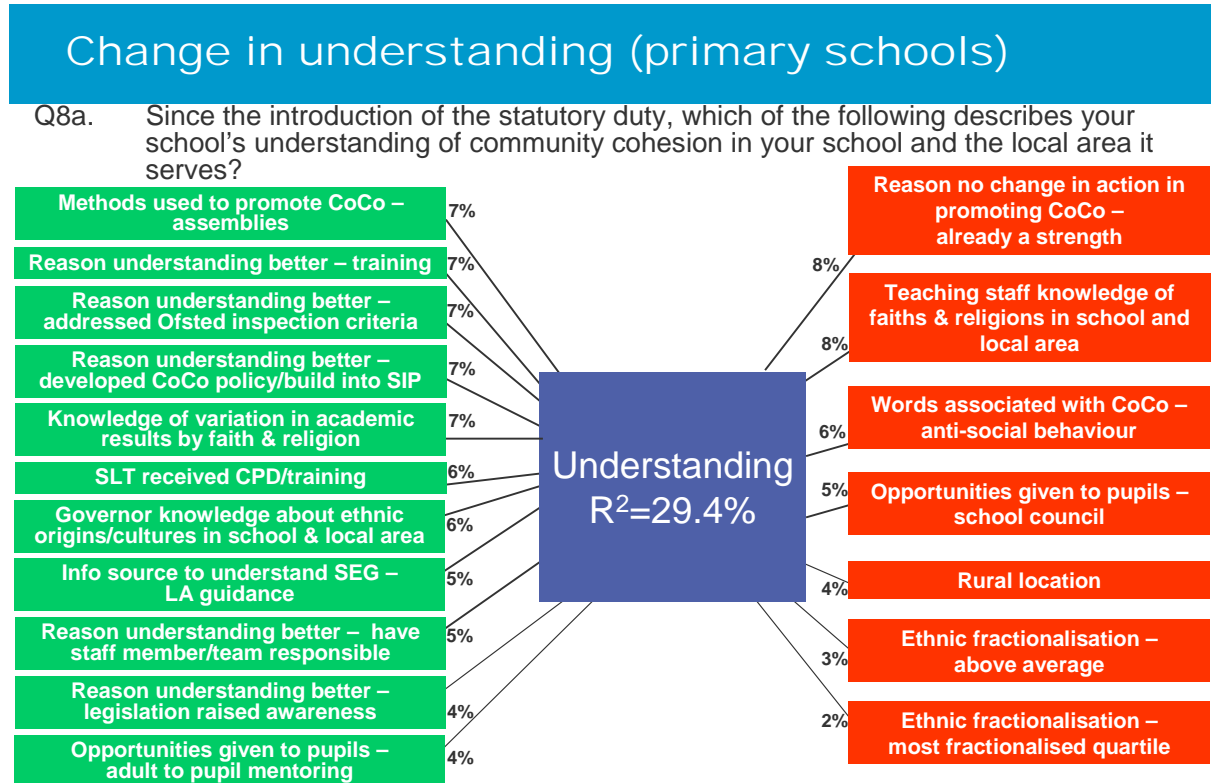 Change in understanding (primary schools)
Q8a. Since the introduction of the statutory duty, which of the following describes your
school's understanding of community cohesion in your school and the local area it
serves?
Methods used to promote CoCo –
assemblies
7%
Reason understanding better – training
7%
Reason understanding better –
addressed Ofsted inspection criteria
7%
Reason understanding better –
developed CoCo policy/build into SIP
7%
Knowledge of variation in academic
results by faith & religion
7%
SLT received CPD/training
6%
Governor knowledge about ethnic
origins/cultures in school & local area
6%
Info source to understand SEG –
LA guidance
5%
Reason understanding better – have
staff member/team responsible
5%
Reason understanding better –
legislation raised awareness
4%
Opportunities given to pupils –
adult to pupil mentoring
4%
Understanding
R²=29.4%
Reason no change in action in
promoting CoCo –
already a strength
8%
Teaching staff knowledge of
faiths & religions in school and
local area
8%
Words associated with CoCo –
anti-social behaviour
6%
Opportunities given to pupils –
school council
5%
Rural location
4%
Ethnic fractionalisation –
above average
3%
Ethnic fractionalisation –
most fractionalised quartile
2%